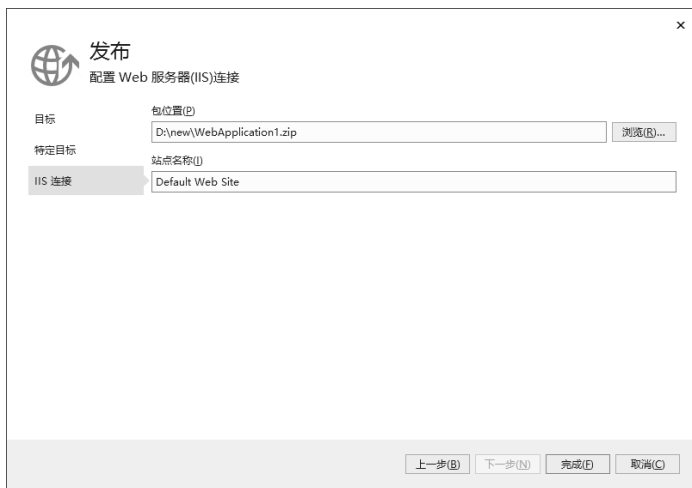 ×
发布
配置 Web 服务器(IIS)连接
目标
特定目标
IIS 连接
包位置(P)
D:\new\WebApplication1.zip
浏览(R)...
站点名称(I)
Default Web Site
上一步(B)
下一步(N)
完成(F)
取消(C)